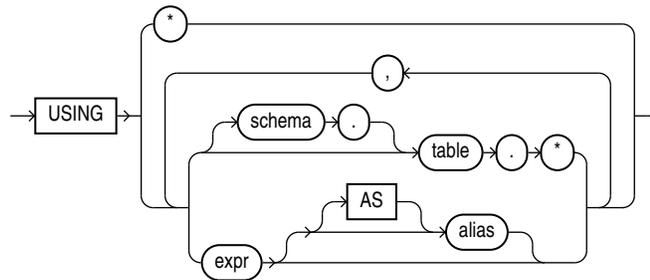 *
,
USING
schema .
table . *
AS
alias
expr